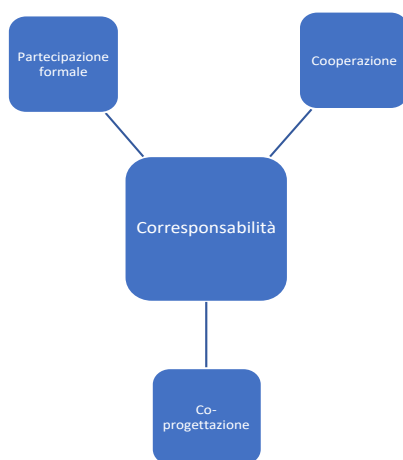 Partecipazione
formale
Cooperazione
Corresponsabilità
Co-
progettazione